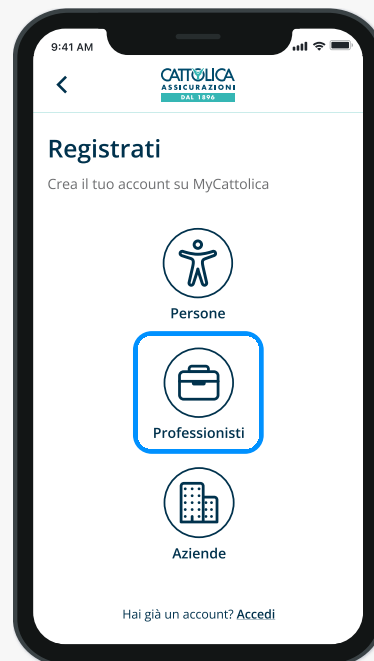 9:41 AM
CATTOLICA
ASSICURAZIONI
DAL 1896
Registrati
Crea il tuo account su MyCattolica
Persone
Professionisti
Aziende
Hai già un account? Accedi